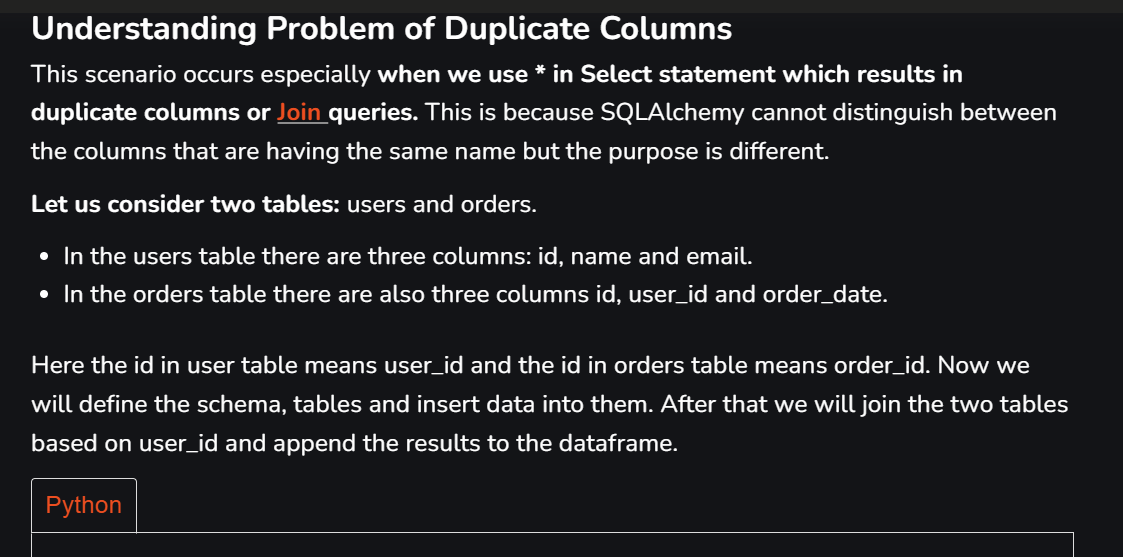 Understanding Problem of Duplicate Columns
This scenario occurs especially when we use * in Select statement which results in
duplicate columns or Join queries. This is because SQLAlchemy cannot distinguish between
the columns that are having the same name but the purpose is different.
Let us consider two tables: users and orders.
• In the users table there are three columns: id, name and email.
• In the orders table there are also three columns id, user_id and order_date.
Here the id in user table means user_id and the id in orders table means order_id. Now we
will define the schema, tables and insert data into them. After that we will join the two tables
based on user_id and append the results to the dataframe.
Python